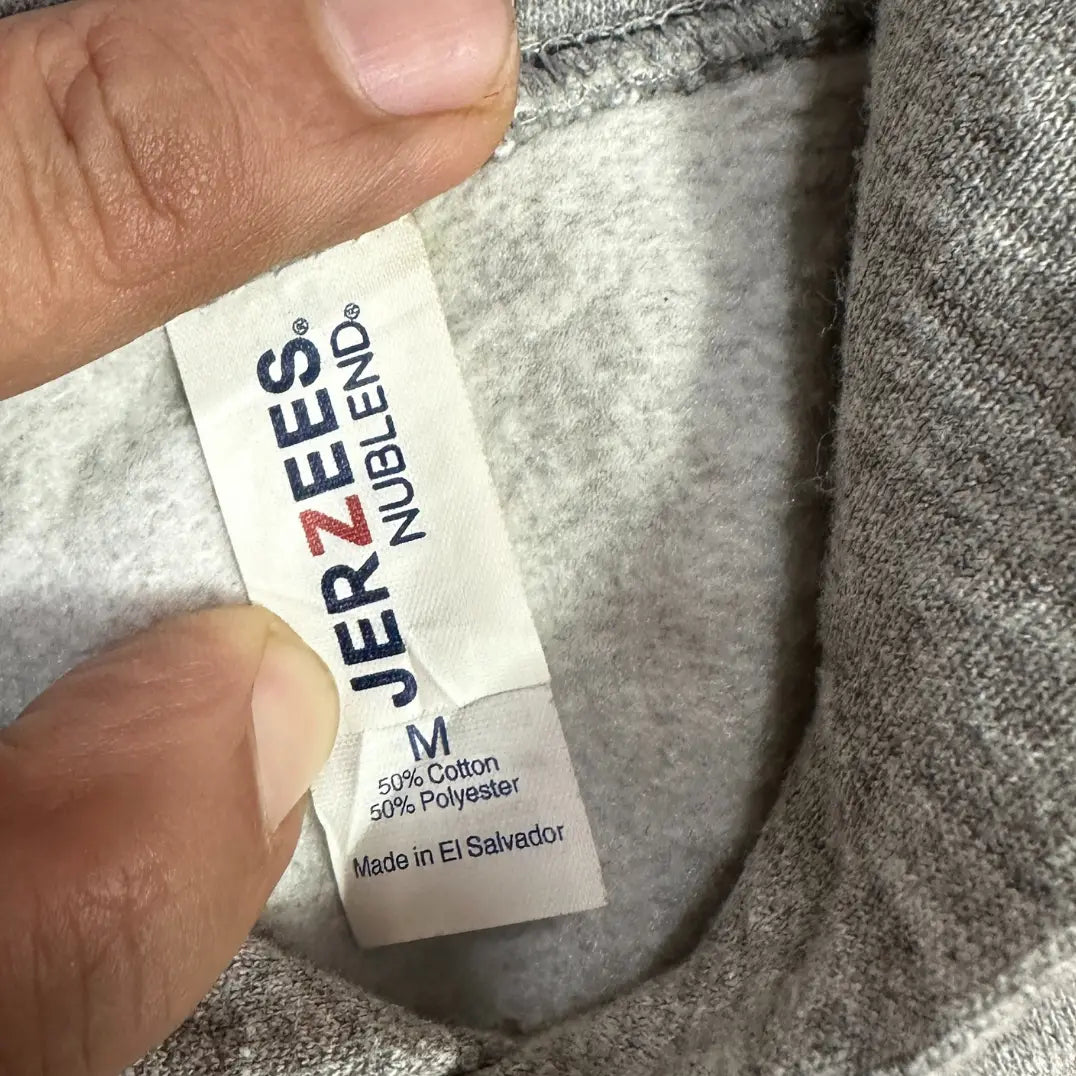 JERZEES®
NUBLEND®
M
50% Cotton
50% Polyester
Made in El Salvador